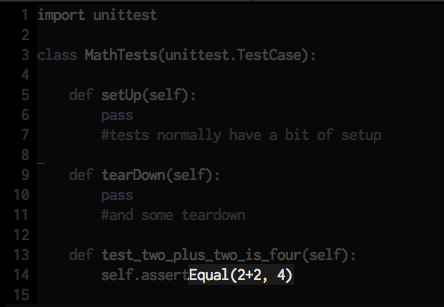 1 import unittest
2
3 class MathTests(unittest.TestCase):
4
5     def setUp(self):
6         pass
7         #tests normally have a bit of setup
8
9     def tearDown(self):
10         pass
11         #and some teardown
12
13     def test_two_plus_two_is_four(self):
14         self.assertEqual(2+2, 4)
15